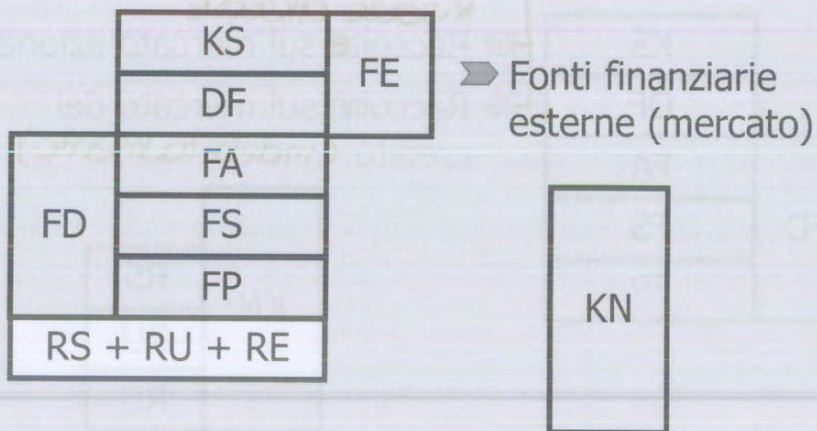 KS
DF
FE
Fonti finanziarie
esterne (mercato)
FA
FD
FS
FP
RS + RU + RE
KN